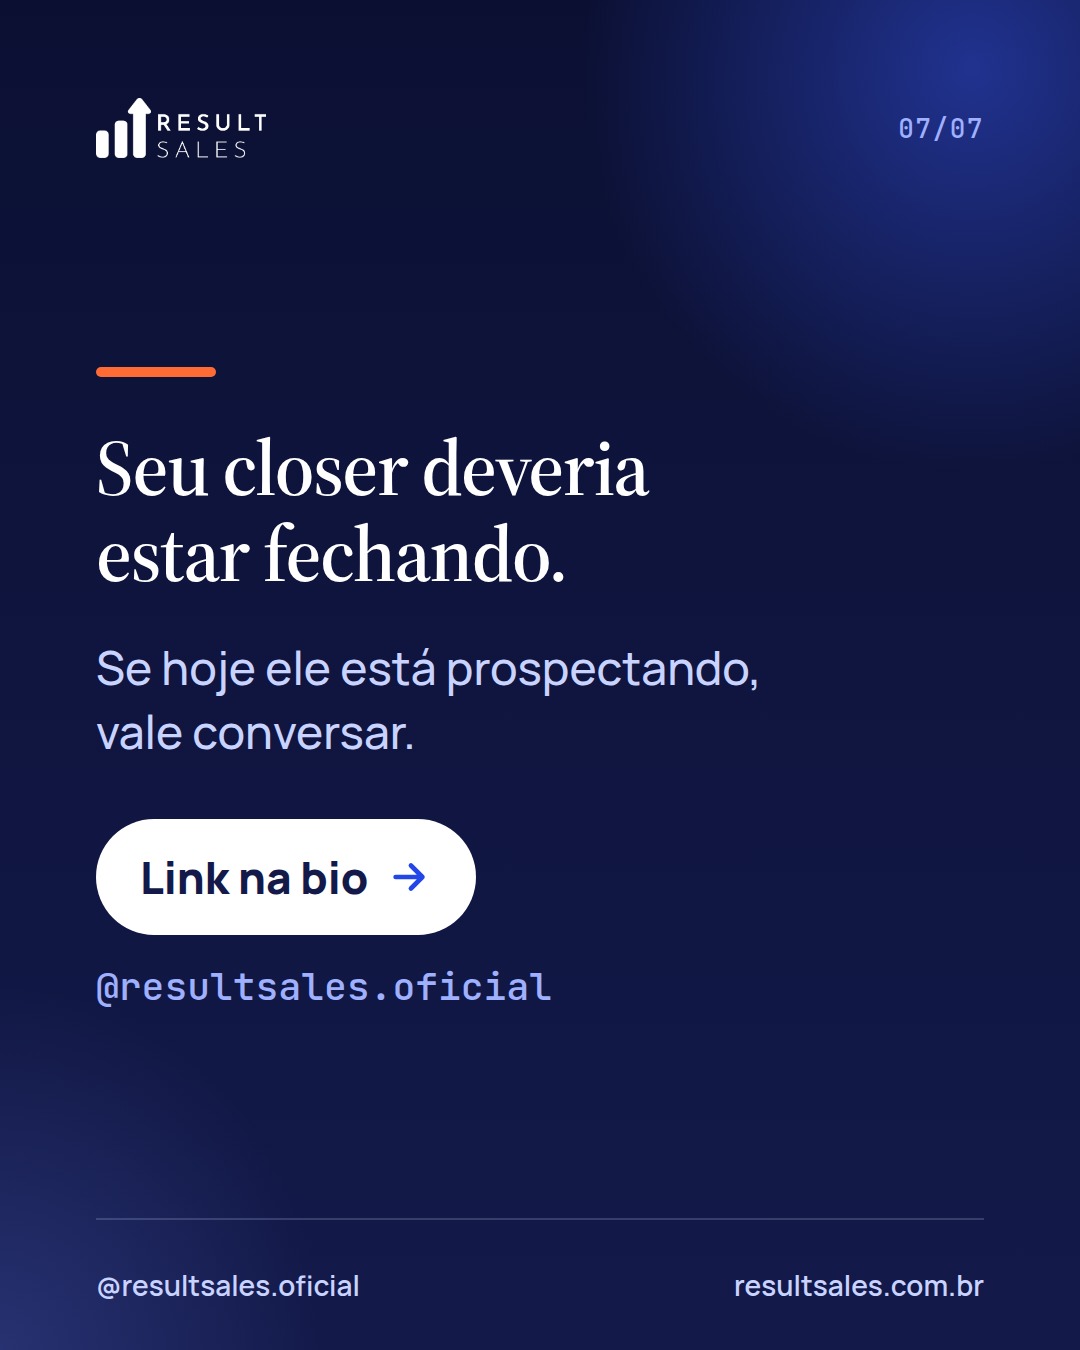 RESULT
SALES
07/07
Seu closer deveria
estar fechando.
Se hoje ele está prospectando,
vale conversar.
Link na bio →
@resultsales.oficial
@resultsales.oficial
resultsales.com.br